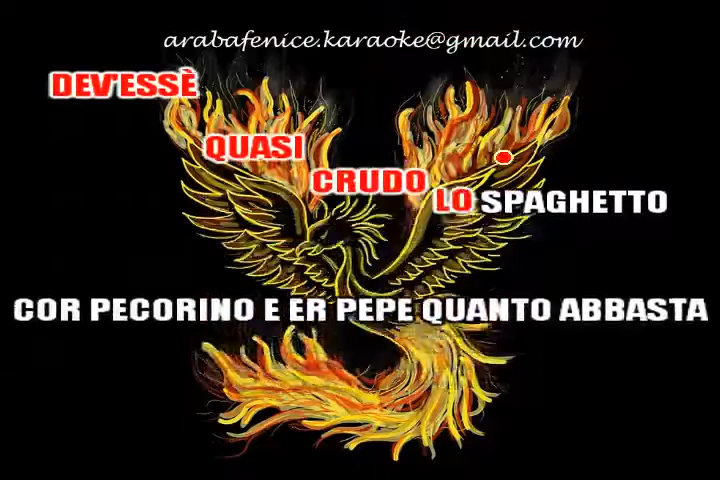 arabafenice.karaoke@gmail.com
DEV'ESSÈ
QUASI
CRUDO
LO SPAGHETTO
COR PECORINO E ER PEPE QUANTO ABBASTA